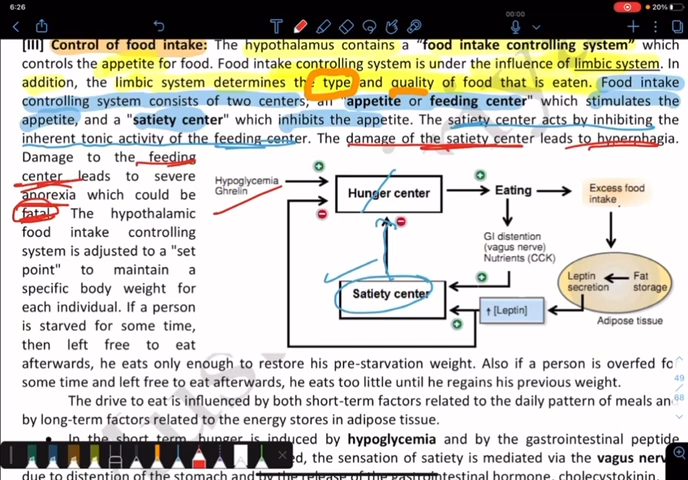 6:26
00:00
20%
[III] Control of food intake: The hypothalamus contains a "food intake controlling system" which
controls the appetite for food. Food intake controlling system is under the influence of limbic system. In
addition, the limbic system determines the type and quality of food that is eaten. Food intake
controlling system consists of two centers, an "appetite or feeding center" which stimulates the
appetite, and a "satiety center" which inhibits the appetite. The satiety center acts by inhibiting the
inherent tonic activity of the feeding center. The damage of the satiety center leads to hyperphagia.
Damage to the feeding
center leads to severe
anorexia which could be
fatal. The hypothalamic
food intake controlling
system is adjusted to a "set
point" to maintain a
specific body weight for
each individual. If a person
is starved for some time,
then left free to eat
Hypoglycemia
Ghrelin
Hunger center
Eating
Excess food
intake
GI distention
(vagus nerve)
Nutrients (CCK)
Satiety center
↑ [Leptin]
Leptin
secretion
Fat
storage
Adipose tissue
afterwards, he eats only enough to restore his pre-starvation weight. Also if a person is overfed fo
some time and left free to eat afterwards, he eats too little until he regains his previous weight.
The drive to eat is influenced by both short-term factors related to the daily pattern of meals an
by long-term factors related to the energy stores in adipose tissue.
49
68
• In the short term, hunger is induced by hypoglycemia and by the gastrointestinal peptide
ed, the sensation of satiety is mediated via the vagus nerv
due to distention of the stomach and by the release of the gastrointestinal hormone, cholecystokinin.